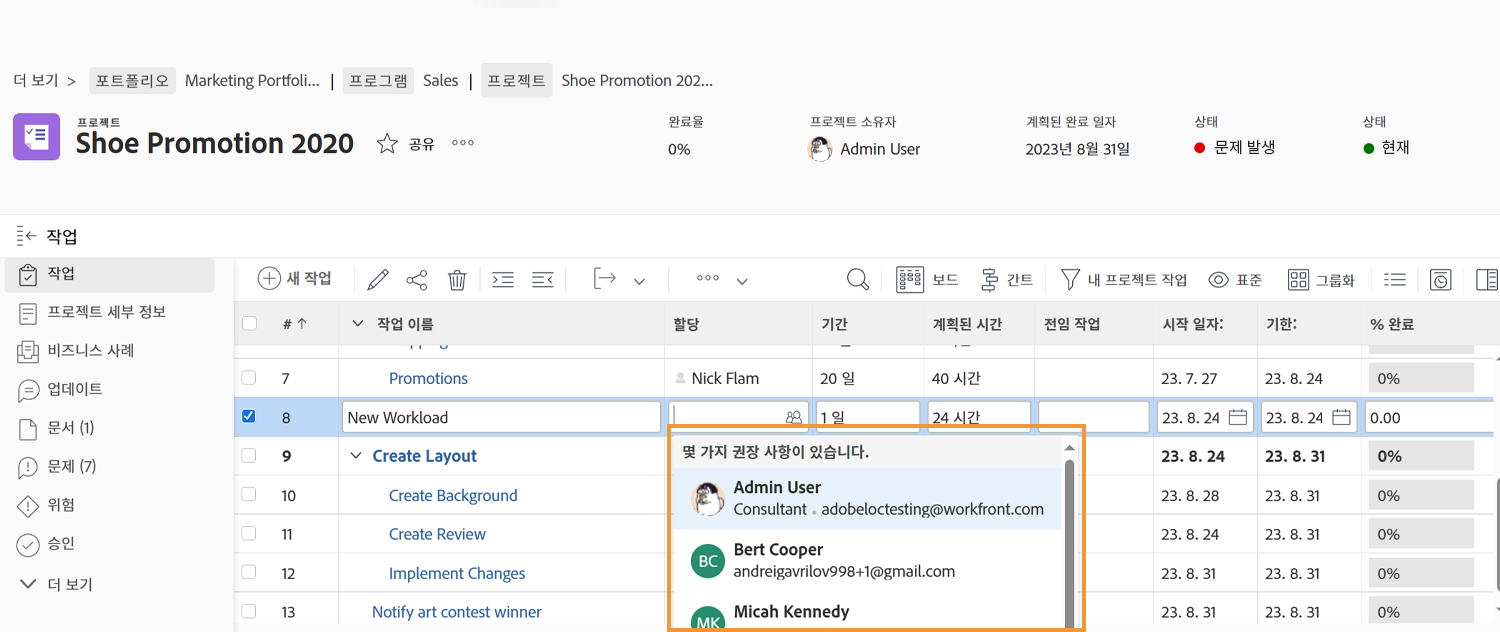 더 보기 > 포트폴리오 Marketing Portfoli... | 프로그램 Sales | 프로젝트 Shoe Promotion 202...
프로젝트
Shoe Promotion 2020 공유
완료율
0%
프로젝트 소유자
Admin User
계획된 완료 일자
2023년 8월 31일
상태
문제 발생
상태
현재
작업
작업
프로젝트 세부 정보
비즈니스 사례
업데이트
문서 (1)
문제 (7)
위험
승인
더 보기
새 작업 보드 간트 내 프로젝트 작업 표준 그룹화
# ↑ 작업 이름 할당 기간 계획된 시간 전임 작업 시작 일자: 기한: % 완료
7 Promotions Nick Flam 20 일 40 시간 23. 7. 27 23. 8. 24 0%
8 New Workload 1 일 24 시간 23. 8. 24 23. 8. 24 0.00
9 Create Layout 23. 8. 24 23. 8. 31 0%
10 Create Background 23. 8. 28 23. 8. 31 0%
11 Create Review 23. 8. 24 23. 8. 31 0%
12 Implement Changes 23. 8. 31 23. 8. 31 0%
13 Notify art contest winner 23. 8. 31 23. 8. 31 0%
몇 가지 권장 사항이 있습니다.
Admin User
Consultant • adobeloctesting@workfront.com
BC Bert Cooper
andreigavrilov998+1@gmail.com
MK Micah Kennedy